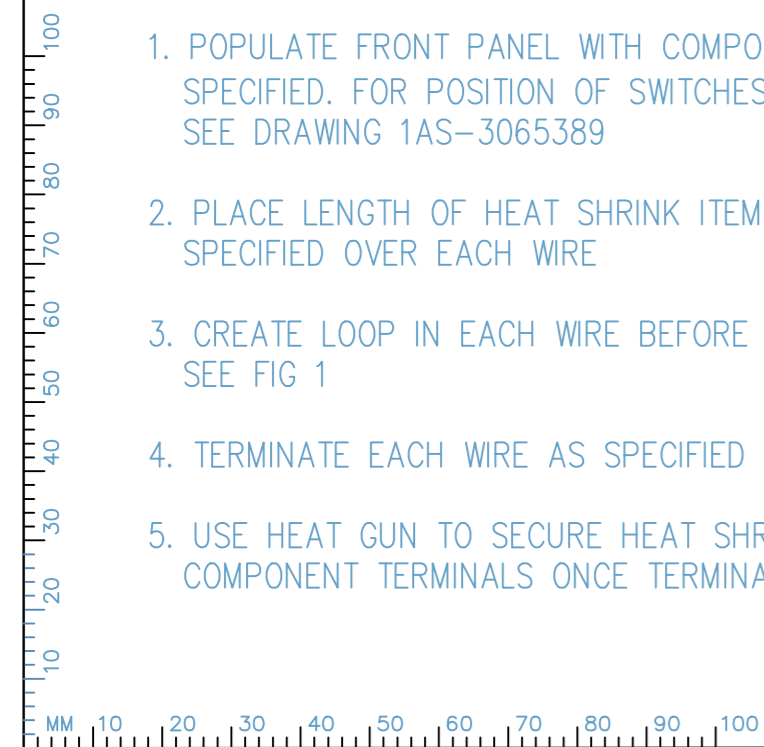 1. POPULATE FRONT PANEL WITH COMPO
SPECIFIED. FOR POSITION OF SWITCHES
SEE DRAWING 1AS-3065389
2. PLACE LENGTH OF HEAT SHRINK ITEM
SPECIFIED OVER EACH WIRE
3. CREATE LOOP IN EACH WIRE BEFORE
SEE FIG 1
4. TERMINATE EACH WIRE AS SPECIFIED
5. USE HEAT GUN TO SECURE HEAT SHR
COMPONENT TERMINALS ONCE TERMINA
100
90
80
70
60
50
40
30
20
10
MM 10 20 30 40 50 60 70 80 90 100